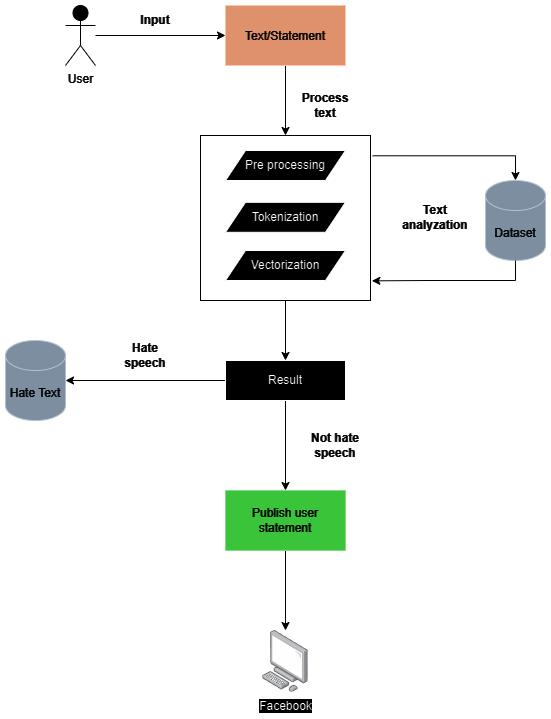 Input
Text/Statement
User
Process
text
Pre processing
Tokenization
Vectorization
Text
analyzation
Dataset
Hate
speech
Hate Text
Result
Not hate
speech
Publish user
statement
Facebook